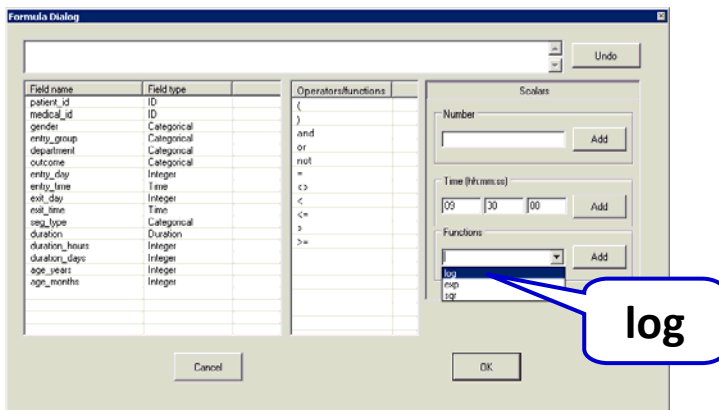 Formula Dialog
Undo
Field name Field type
patient_id ID
medical_id ID
gender Categorical
entry_group Categorical
department Categorical
outcome Categorical
entry_day Integer
entry_time Time
exit_day Integer
exit_time Time
seg_type Categorical
duration Duration
duration_hours Integer
duration_days Integer
age_years Integer
age_months Integer
Operators/functions
(
)
and
or
not
=
<>
<
<=
>
>=
Scalars
Number
Add
Time (hh:mm:ss)
09 30 00 Add
Functions
Add
log
exp
sqr
log
Cancel OK